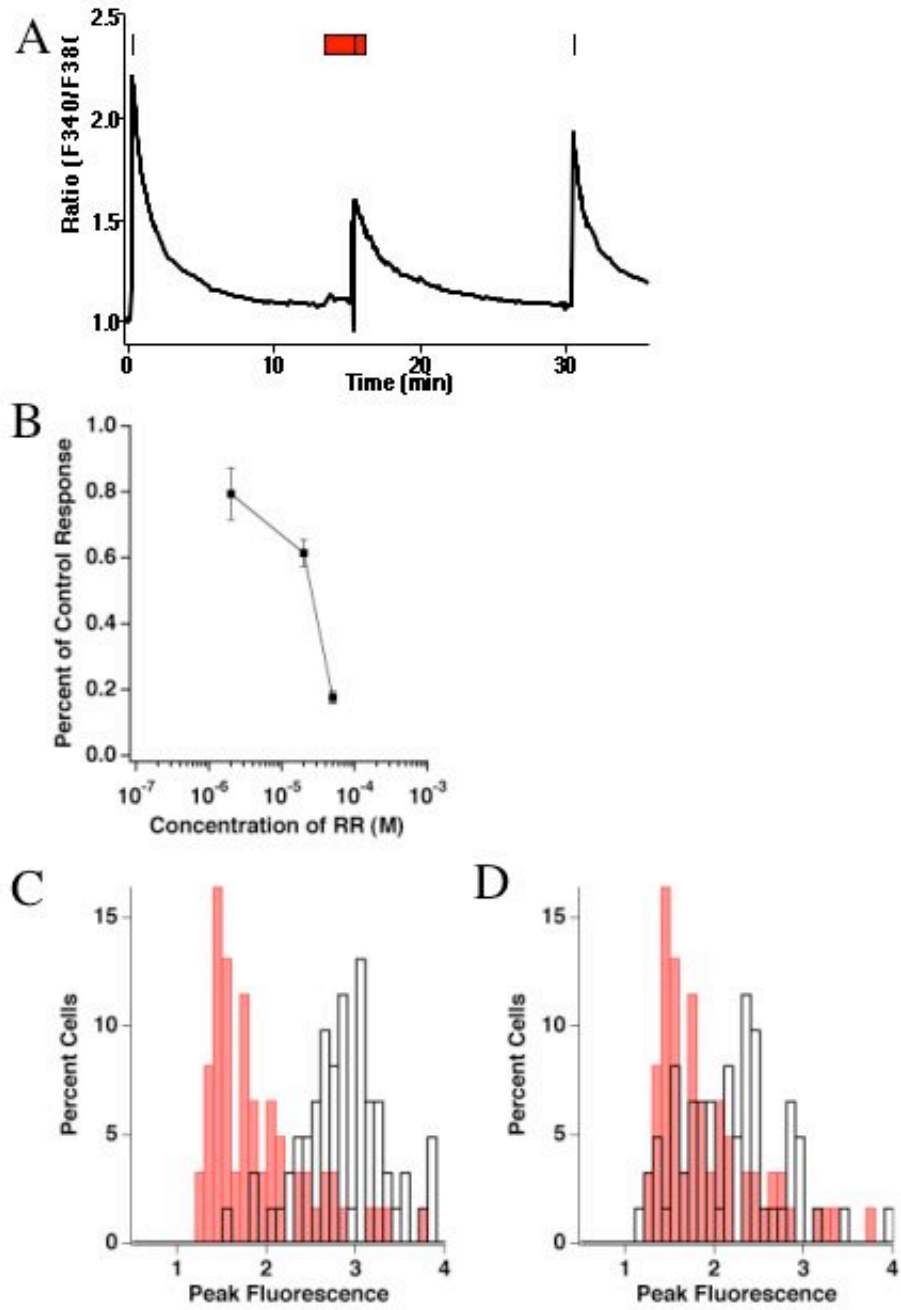 A
Ratio (F340/F38(
2.5
2.0
1.5
1.0
0 10 20 30
Time (min)
B
Percent of Control Response
1.0
0.8
0.6
0.4
0.2
0.0
10-7 10-6 10-5 10-4 10-3
Concentration of RR (M)
C
Percent Cells
15
10
5
0
1 2 3 4
Peak Fluorescence
D
Percent Cells
15
10
5
0
1 2 3 4
Peak Fluorescence